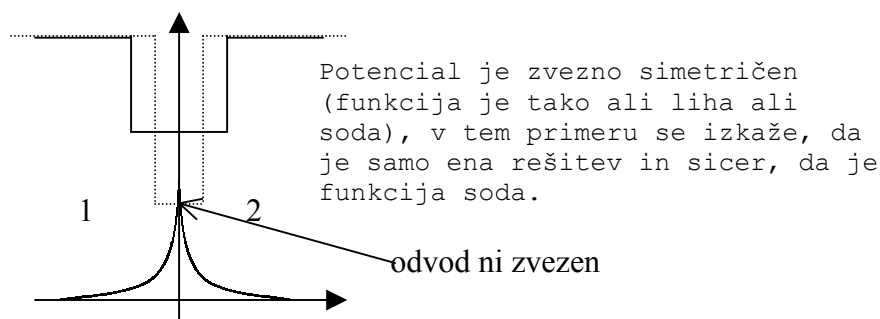 Potencial je zvezno simetričen
(funkcija je tako ali liha ali
soda), v tem primeru se izkaže, da
je samo ena rešitev in sicer, da je
funkcija soda.
1
2
odvod ni zvezen